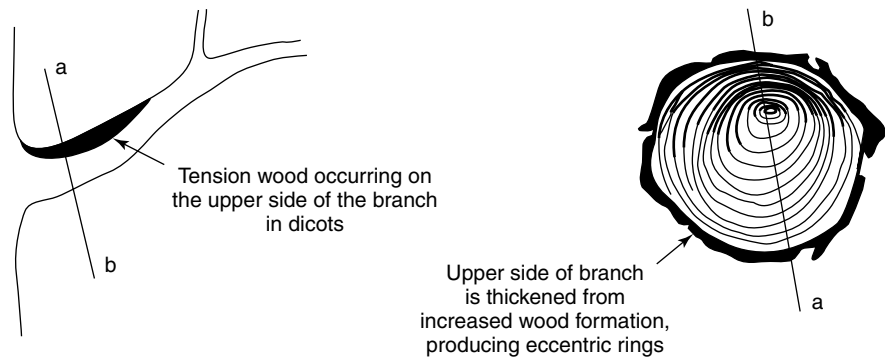 a
Tension wood occurring on
the upper side of the branch
in dicots
b
b
Upper side of branch
is thickened from
increased wood formation,
producing eccentric rings
a